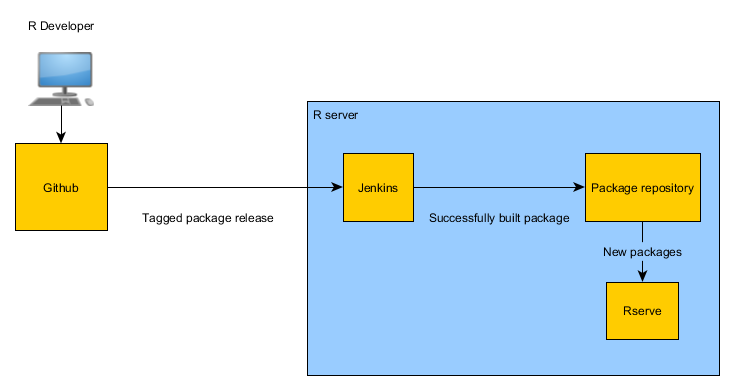 R Developer
R server
Github
Jenkins
Package repository
Tagged package release
Successfully built package
New packages
Rserve